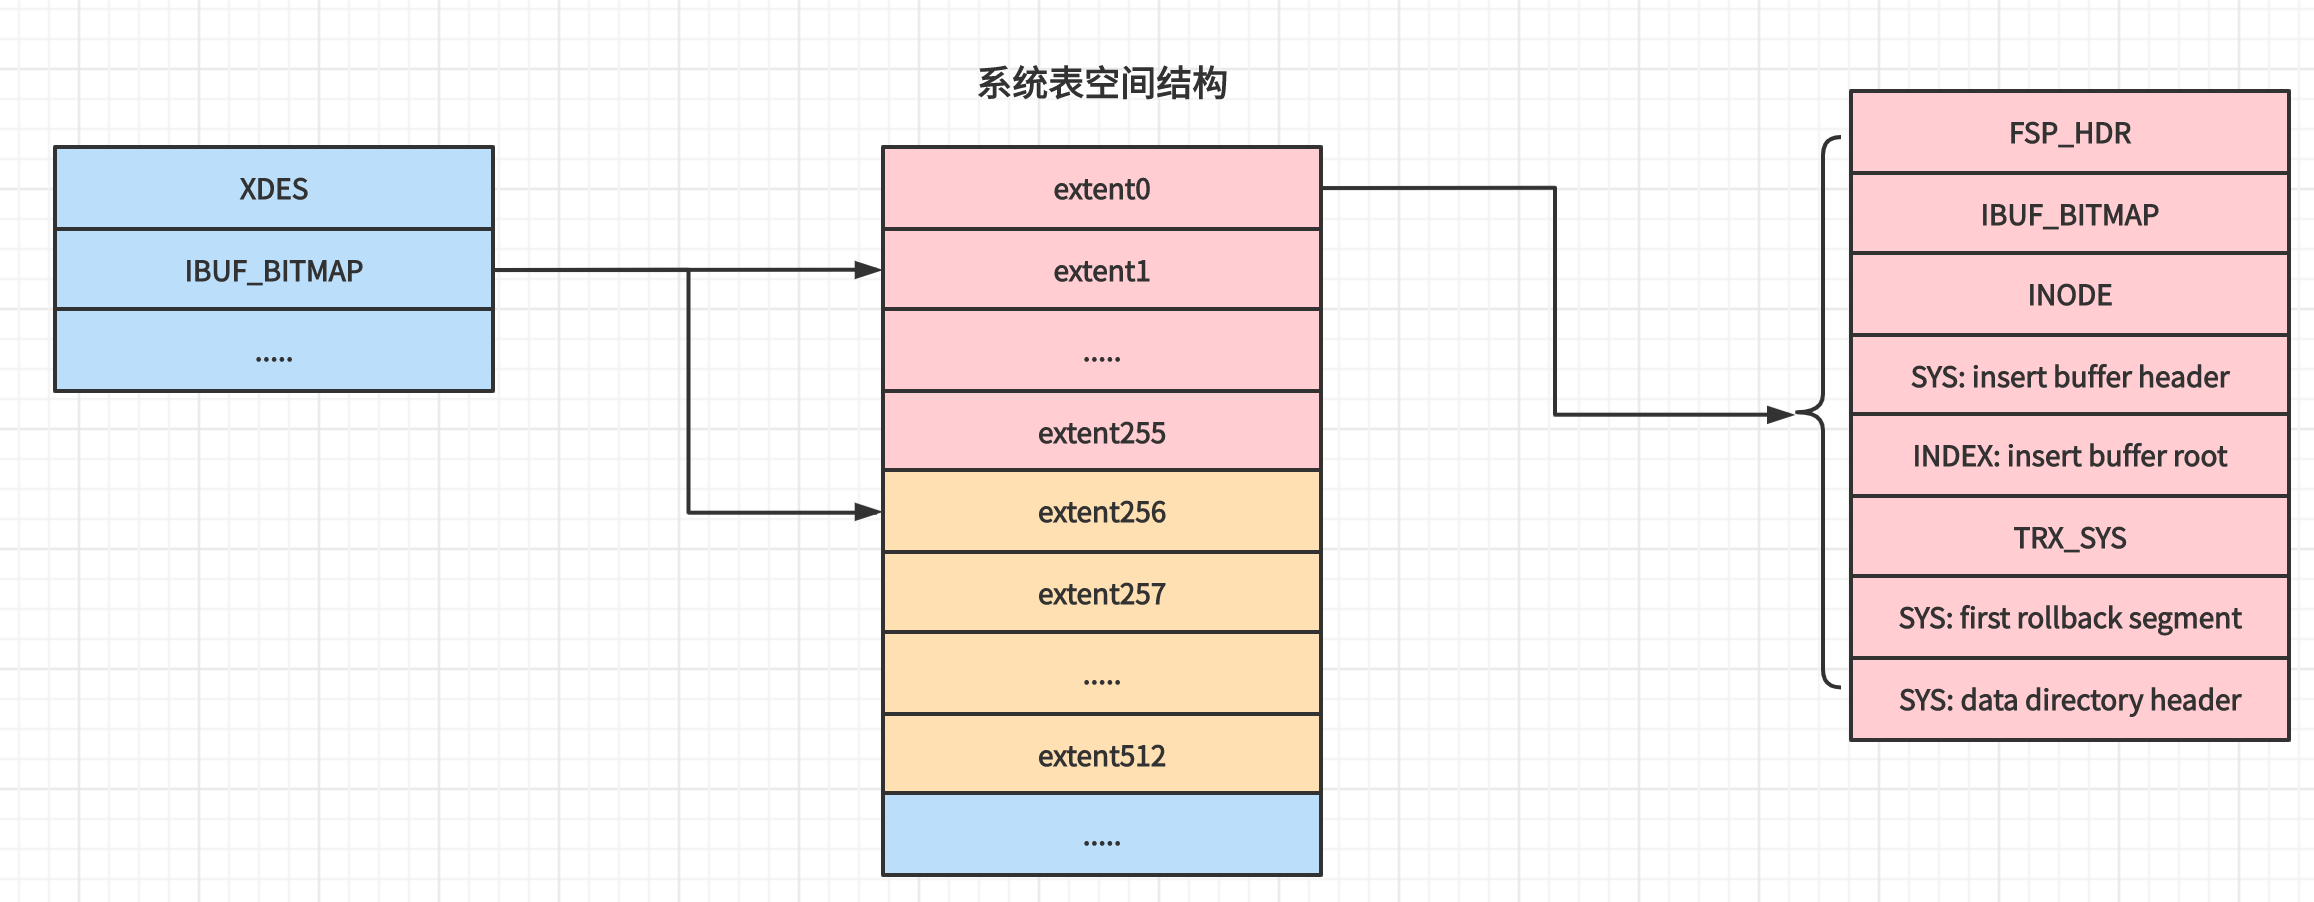 系统表空间结构
XDES
IBUF_BITMAP
.....
extent0
extent1
.....
extent255
extent256
extent257
.....
extent512
.....
FSP_HDR
IBUF_BITMAP
INODE
SYS: insert buffer header
INDEX: insert buffer root
TRX_SYS
SYS: first rollback segment
SYS: data directory header